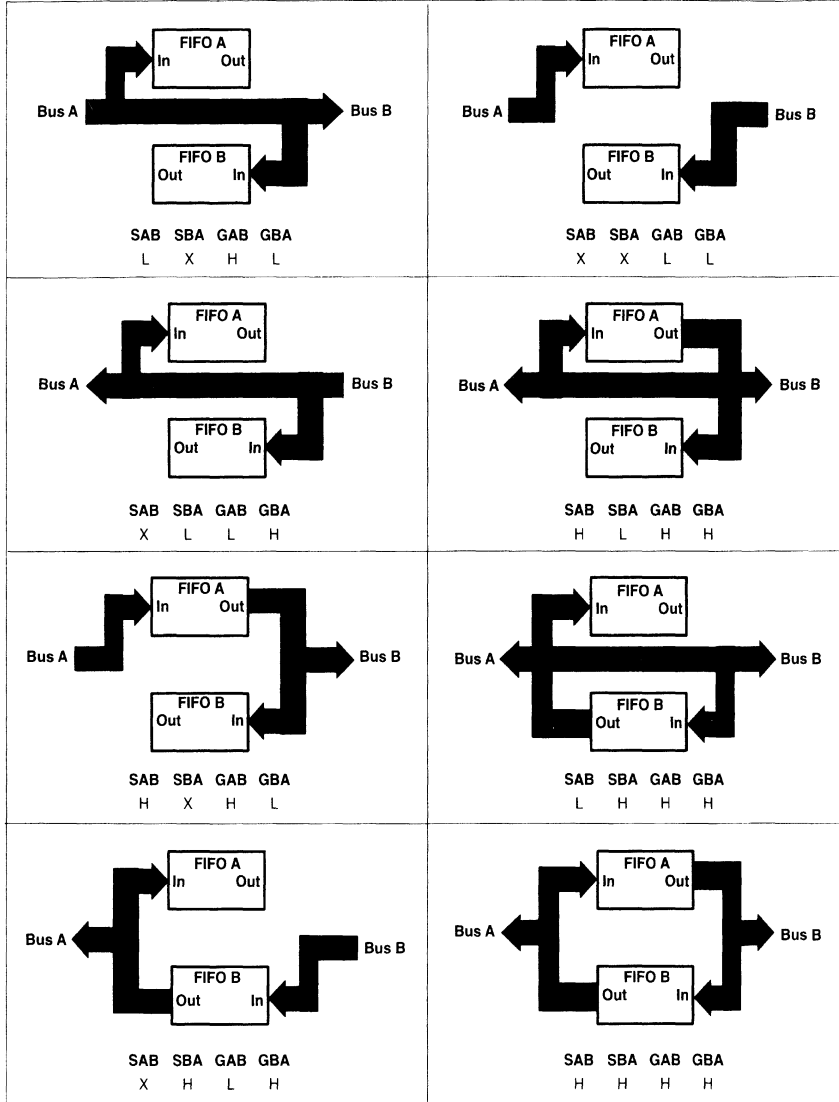 FIFO A
In Out
Bus A Bus B
FIFO B
Out In
SAB SBA GAB GBA
L X H L
FIFO A
In Out
Bus A Bus B
FIFO B
Out In
SAB SBA GAB GBA
X X L L
FIFO A
In Out
Bus A Bus B
FIFO B
Out In
SAB SBA GAB GBA
X L L H
FIFO A
In Out
Bus A Bus B
FIFO B
Out In
SAB SBA GAB GBA
H L H H
FIFO A
In Out
Bus A Bus B
FIFO B
Out In
SAB SBA GAB GBA
H X H L
FIFO A
In Out
Bus A Bus B
FIFO B
Out In
SAB SBA GAB GBA
L H H H
FIFO A
In Out
Bus A Bus B
FIFO B
Out In
SAB SBA GAB GBA
X H L H
FIFO A
In Out
Bus A Bus B
FIFO B
Out In
SAB SBA GAB GBA
H H H H